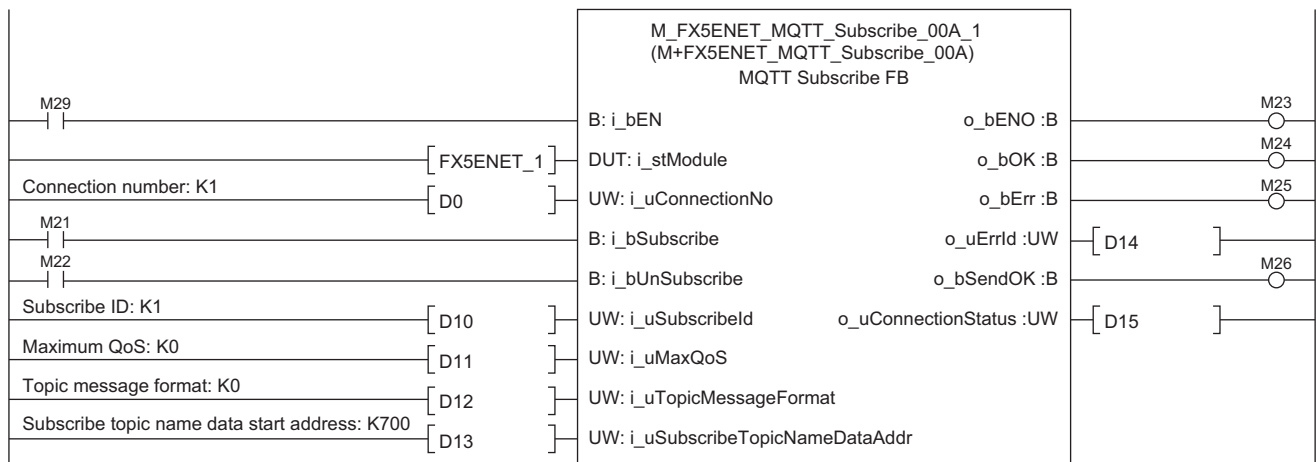 M_FX5ENET_MQTT_Subscribe_00A_1
(M+FX5ENET_MQTT_Subscribe_00A)
MQTT Subscribe FB
M29
B: i_bEN
o_bENO :B
M23
FX5ENET_1
DUT: i_stModule
o_bOK :B
M24
Connection number: K1
D0
UW: i_uConnectionNo
o_bErr :B
M25
M21
B: i_bSubscribe
o_uErrId :UW
D14
M22
B: i_bUnSubscribe
o_bSendOK :B
M26
Subscribe ID: K1
D10
UW: i_uSubscribeId
o_uConnectionStatus :UW
D15
Maximum QoS: K0
D11
UW: i_uMaxQoS
Topic message format: K0
D12
UW: i_uTopicMessageFormat
Subscribe topic name data start address: K700
D13
UW: i_uSubscribeTopicNameDataAddr